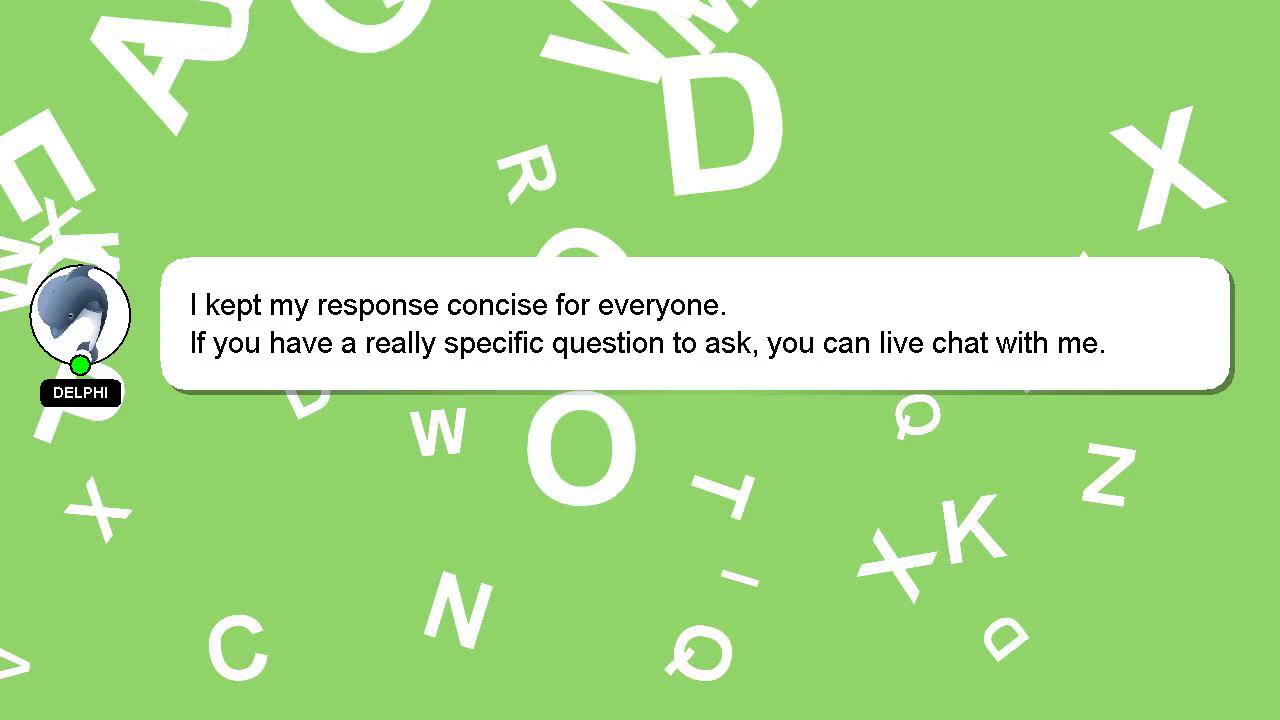 I kept my response concise for everyone.
If you have a really specific question to ask, you can live chat with me.
DELPHI
A
G
W
M
D
R
X
E
X
W
K
O
D
W
Q
Z
T
X
X
K
I
N
C
Q
D
V